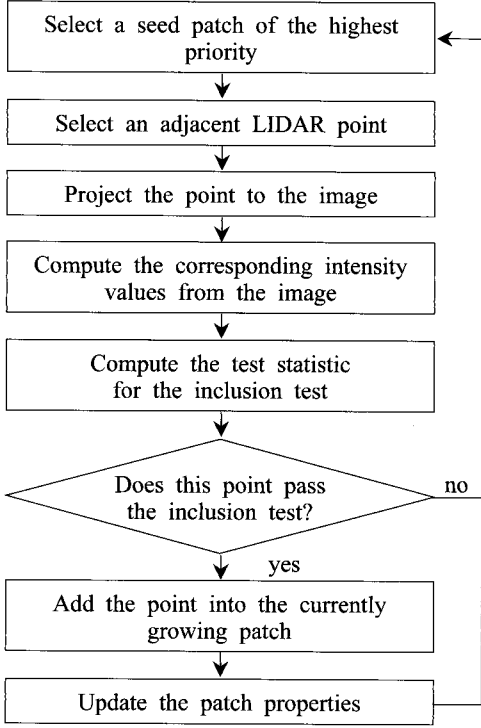 Select a seed patch of the highest
priority
Select an adjacent LIDAR point
Project the point to the image
Compute the corresponding intensity
values from the image
Compute the test statistic
for the inclusion test
Does this point pass
the inclusion test?
no
yes
Add the point into the currently
growing patch
Update the patch properties